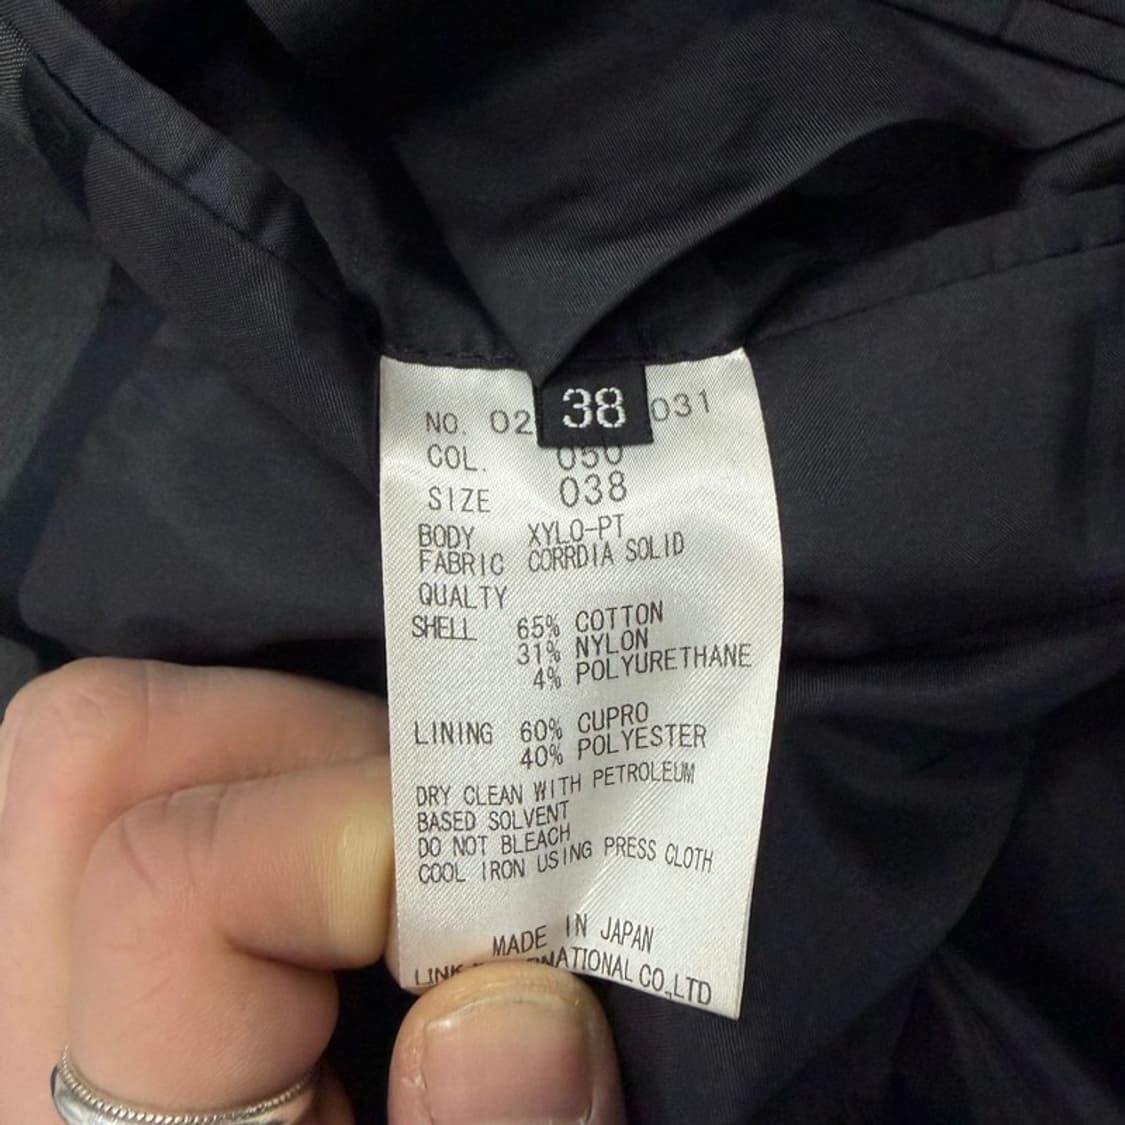 38
NO. 02 031
COL. 050
SIZE 038
BODY XYLO-PT
FABRIC CORRDIA SOLID
QUALTY
SHELL 65% COTTON
31% NYLON
4% POLYURETHANE
LINING 60% CUPRO
40% POLYESTER
DRY CLEAN WITH PETROLEUM
BASED SOLVENT
DO NOT BLEACH
COOL IRON USING PRESS CLOTH
MADE IN JAPAN
LINK CO.,LTD